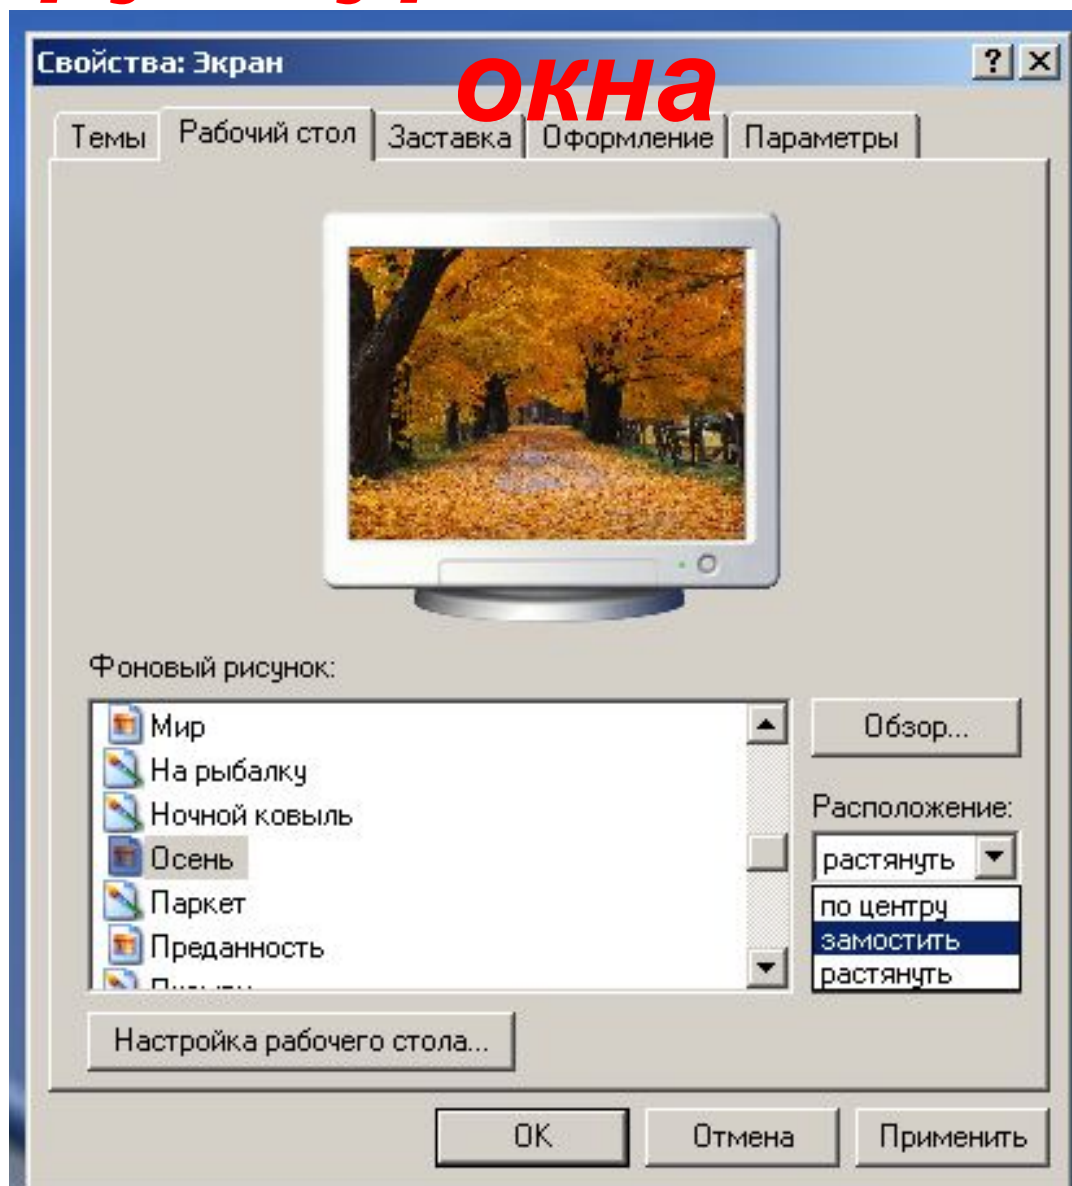 окна
Свойства: Экран
Темы Рабочий стол Заставка Оформление Параметры
Фоновый рисунок:
Мир
На рыбалку
Ночной ковыль
Осень
Паркет
Преданность
Обзор...
Расположение:
растянуть
по центру
замостить
растянуть
Настройка рабочего стола...
OK Отмена Применить